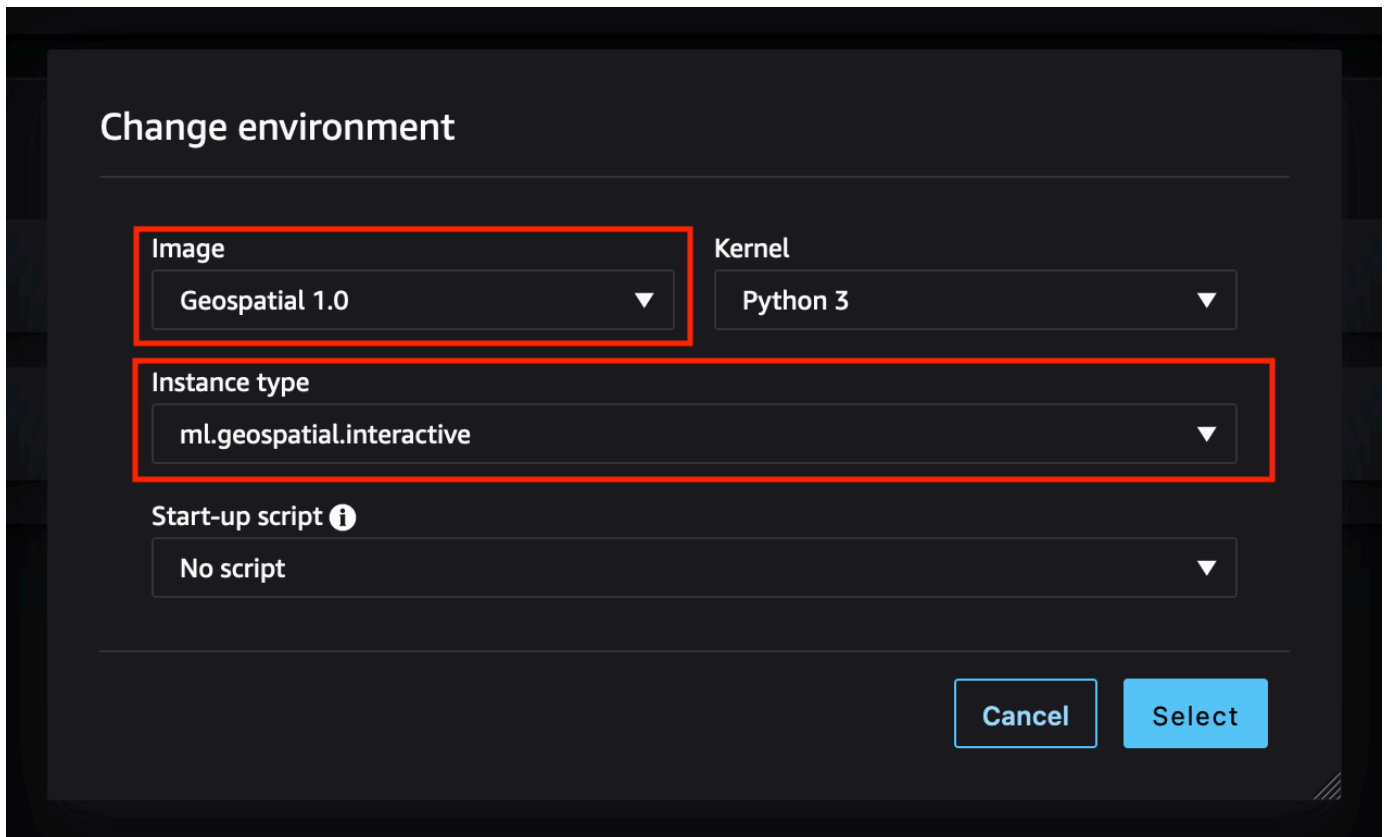 Change environment
Image
Geospatial 1.0
Kernel
Python 3
Instance type
ml.geospatial.interactive
Start-up script
No script
Cancel
Select